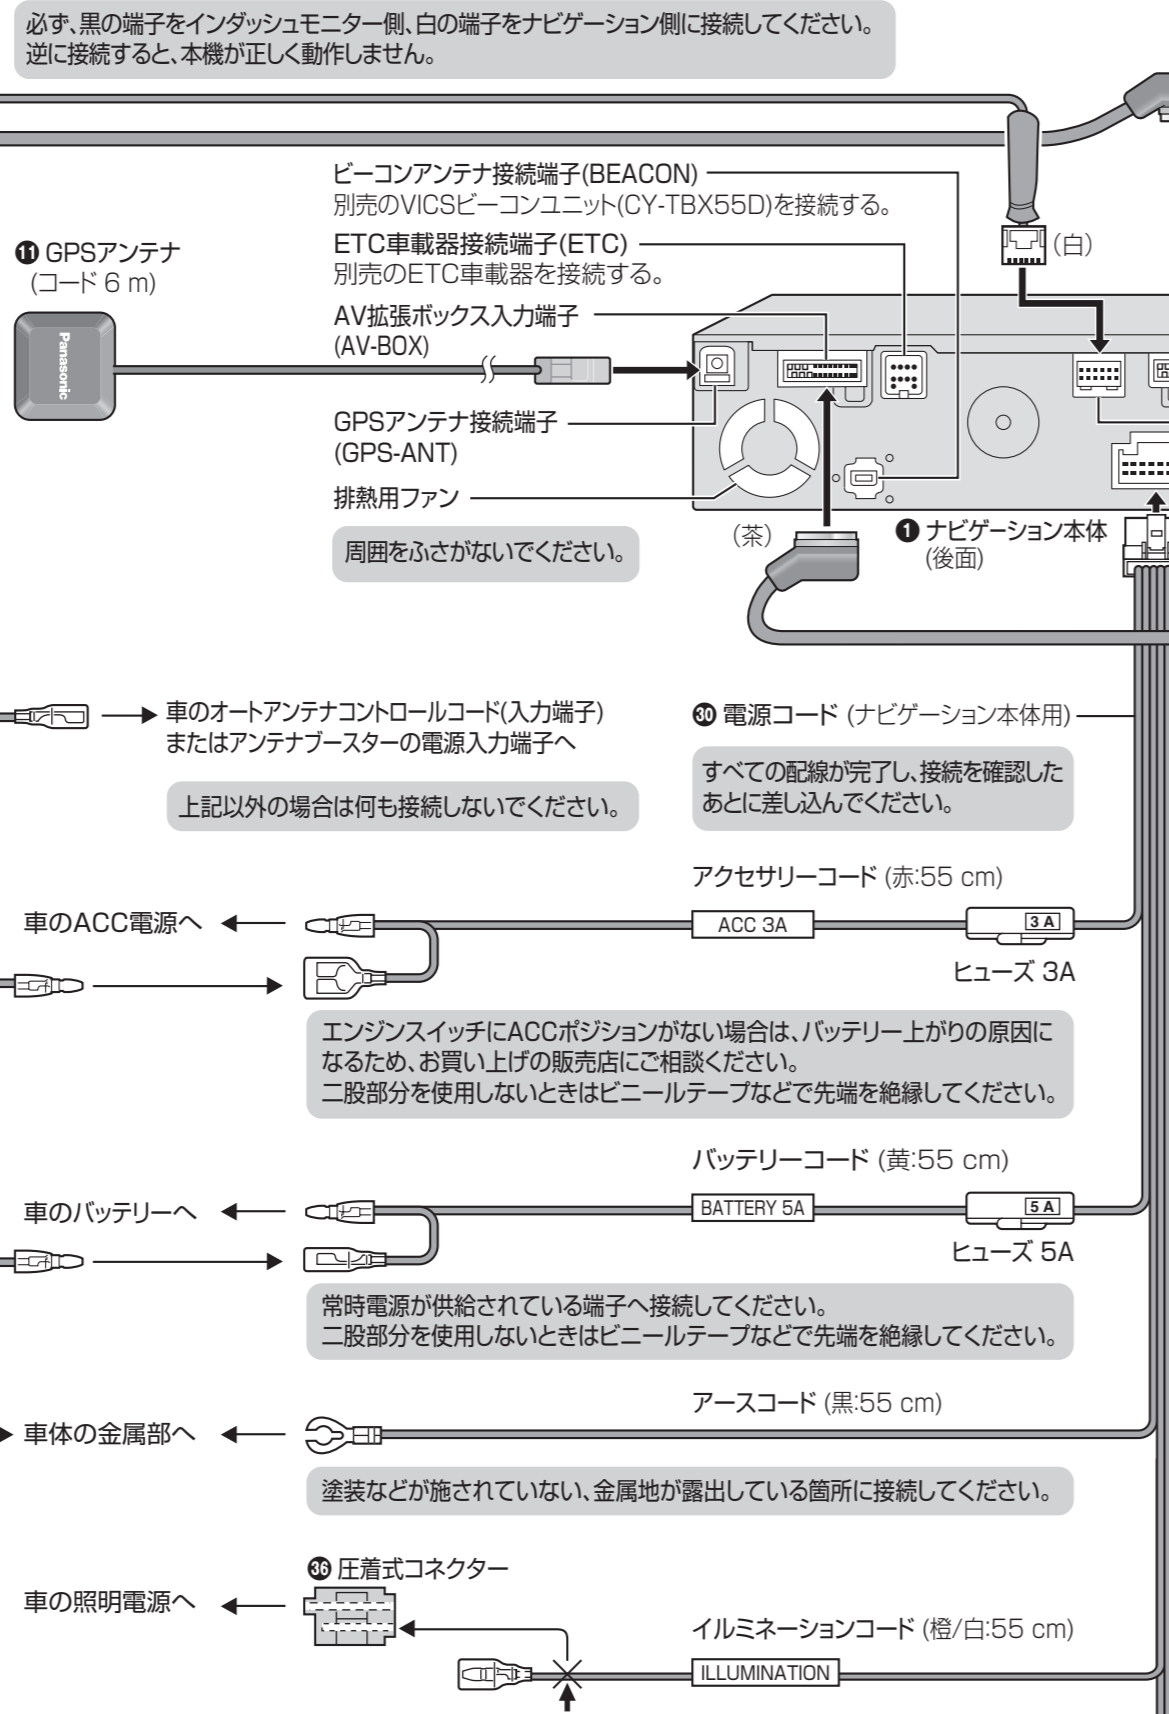 必ず、黒の端子をインダッシュモニター側、白の端子をナビゲーション側に接続してください。
逆に接続すると、本機が正しく動作しません。
ビーコンアンテナ接続端子(BEACON)
別売のVICSビーコンユニット(CY-TBX55D)を接続する。
(白)
⓫ GPSアンテナ
(コード 6 m)
Panasonic
ETC車載器接続端子(ETC)
別売のETC車載器を接続する。
AV拡張ボックス入力端子
(AV-BOX)
GPSアンテナ接続端子
(GPS-ANT)
排熱用ファン
周囲をふさがないでください。
(茶)
❶ ナビゲーション本体
(後面)
車のオートアンテナコントロールコード(入力端子)
またはアンテナブースターの電源入力端子へ
上記以外の場合は何も接続しないでください。
㉚ 電源コード (ナビゲーション本体用)
すべての配線が完了し、接続を確認した
あとに差し込んでください。
アクセサリーコード (赤:55 cm)
車のACC電源へ
ACC 3A
3 A
ヒューズ 3A
エンジンスイッチにACCポジションがない場合は、バッテリー上がりの原因に
なるため、お買い上げの販売店にご相談ください。
二股部分を使用しないときはビニールテープなどで先端を絶縁してください。
バッテリーコード (黄:55 cm)
車のバッテリーへ
BATTERY 5A
5 A
ヒューズ 5A
常時電源が供給されている端子へ接続してください。
二股部分を使用しないときはビニールテープなどで先端を絶縁してください。
アースコード (黒:55 cm)
車体の金属部へ
塗装などが施されていない、金属地が露出している箇所に接続してください。
㊱ 圧着式コネクター
車の照明電源へ
イルミネーションコード (橙/白:55 cm)
ILLUMINATION